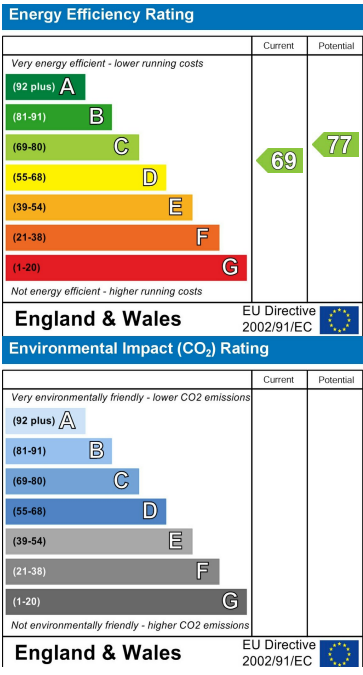 Energy Efficiency Rating
Current Potential
Very energy efficient - lower running costs
(92 plus) A
(81-91) B
(69-80) C
(55-68) D
(39-54) E
(21-38) F
(1-20) G
69
77
Not energy efficient - higher running costs
England & Wales
EU Directive
2002/91/EC
Environmental Impact (CO₂) Rating
Current Potential
Very environmentally friendly - lower CO2 emissions
(92 plus) A
(81-91) B
(69-80) C
(55-68) D
(39-54) E
(21-38) F
(1-20) G
Not environmentally friendly - higher CO2 emissions
England & Wales
EU Directive
2002/91/EC